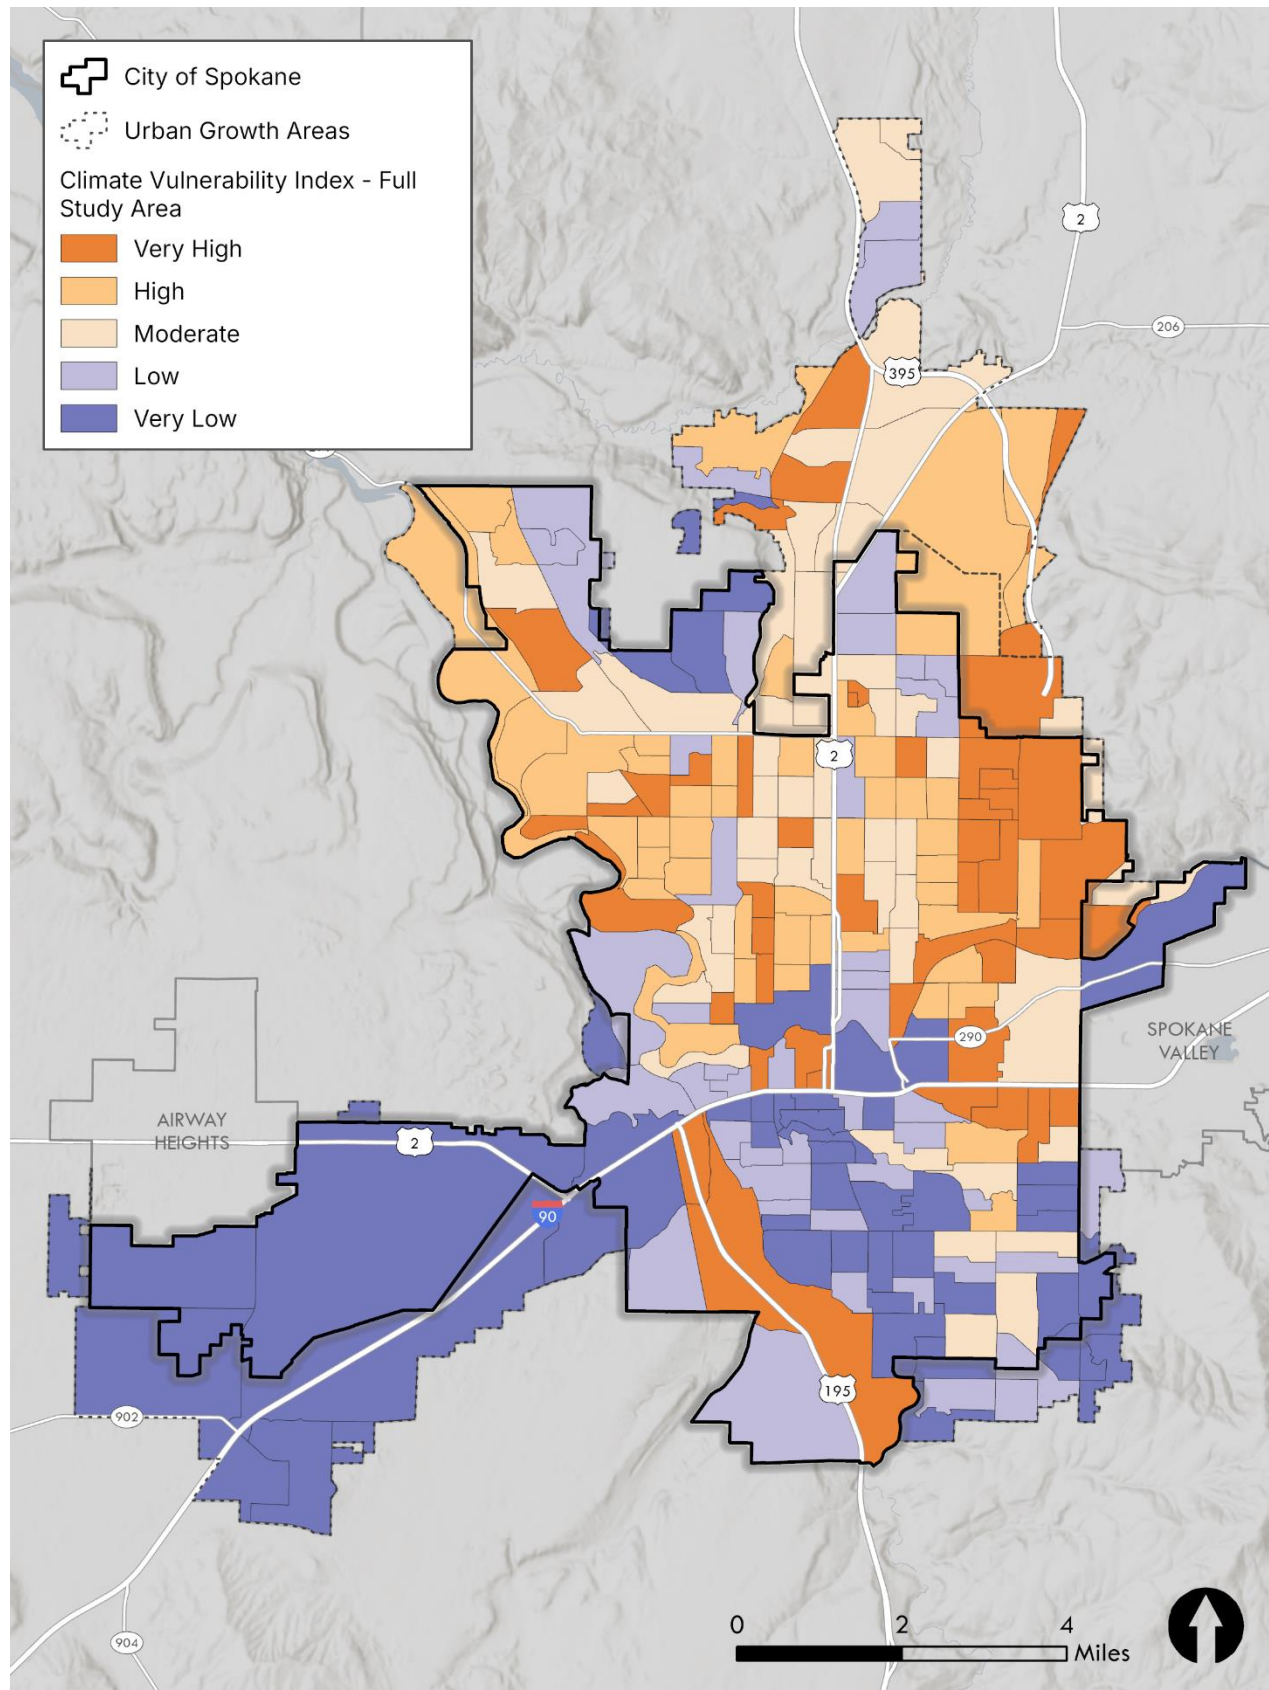 City of Spokane
Urban Growth Areas
Climate Vulnerability Index - Full
Study Area
Very High
High
Moderate
Low
Very Low
2
206
395
2
290
SPOKANE
VALLEY
AIRWAY
HEIGHTS
2
90
195
902
904
0 2 4
Miles